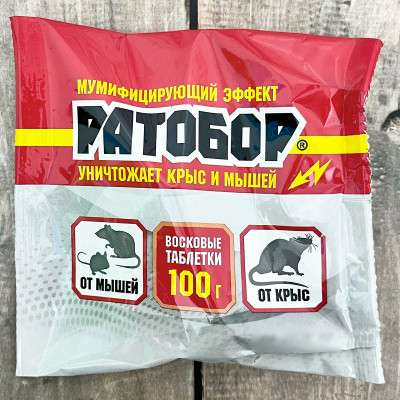 МУМИФИЦИРУЮЩИЙ ЭФФЕКТ
РАТОБОР®
УНИЧТОЖАЕТ КРЫС И МЫШЕЙ
ВОСКОВЫЕ
ТАБЛЕТКИ
100 г
ОТ МЫШЕЙ
ОТ КРЫС